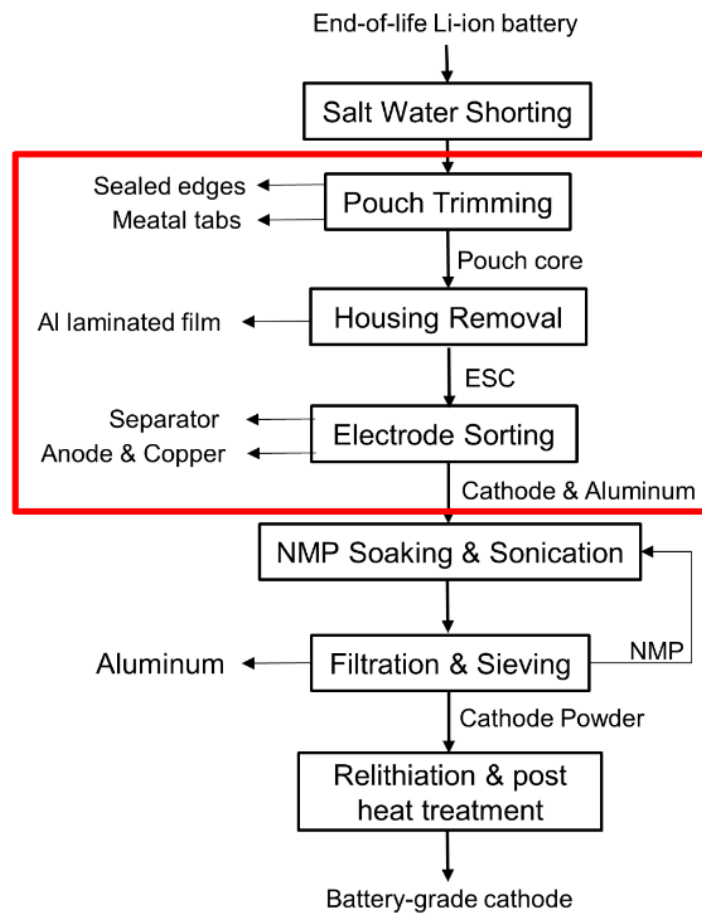 End-of-life Li-ion battery
Salt Water Shorting
Sealed edges
Meatal tabs
Pouch Trimming
Pouch core
Al laminated film
Housing Removal
ESC
Separator
Anode & Copper
Electrode Sorting
Cathode & Aluminum
NMP Soaking & Sonication
Aluminum
Filtration & Sieving
NMP
Cathode Powder
Relithiation & post
heat treatment
Battery-grade cathode